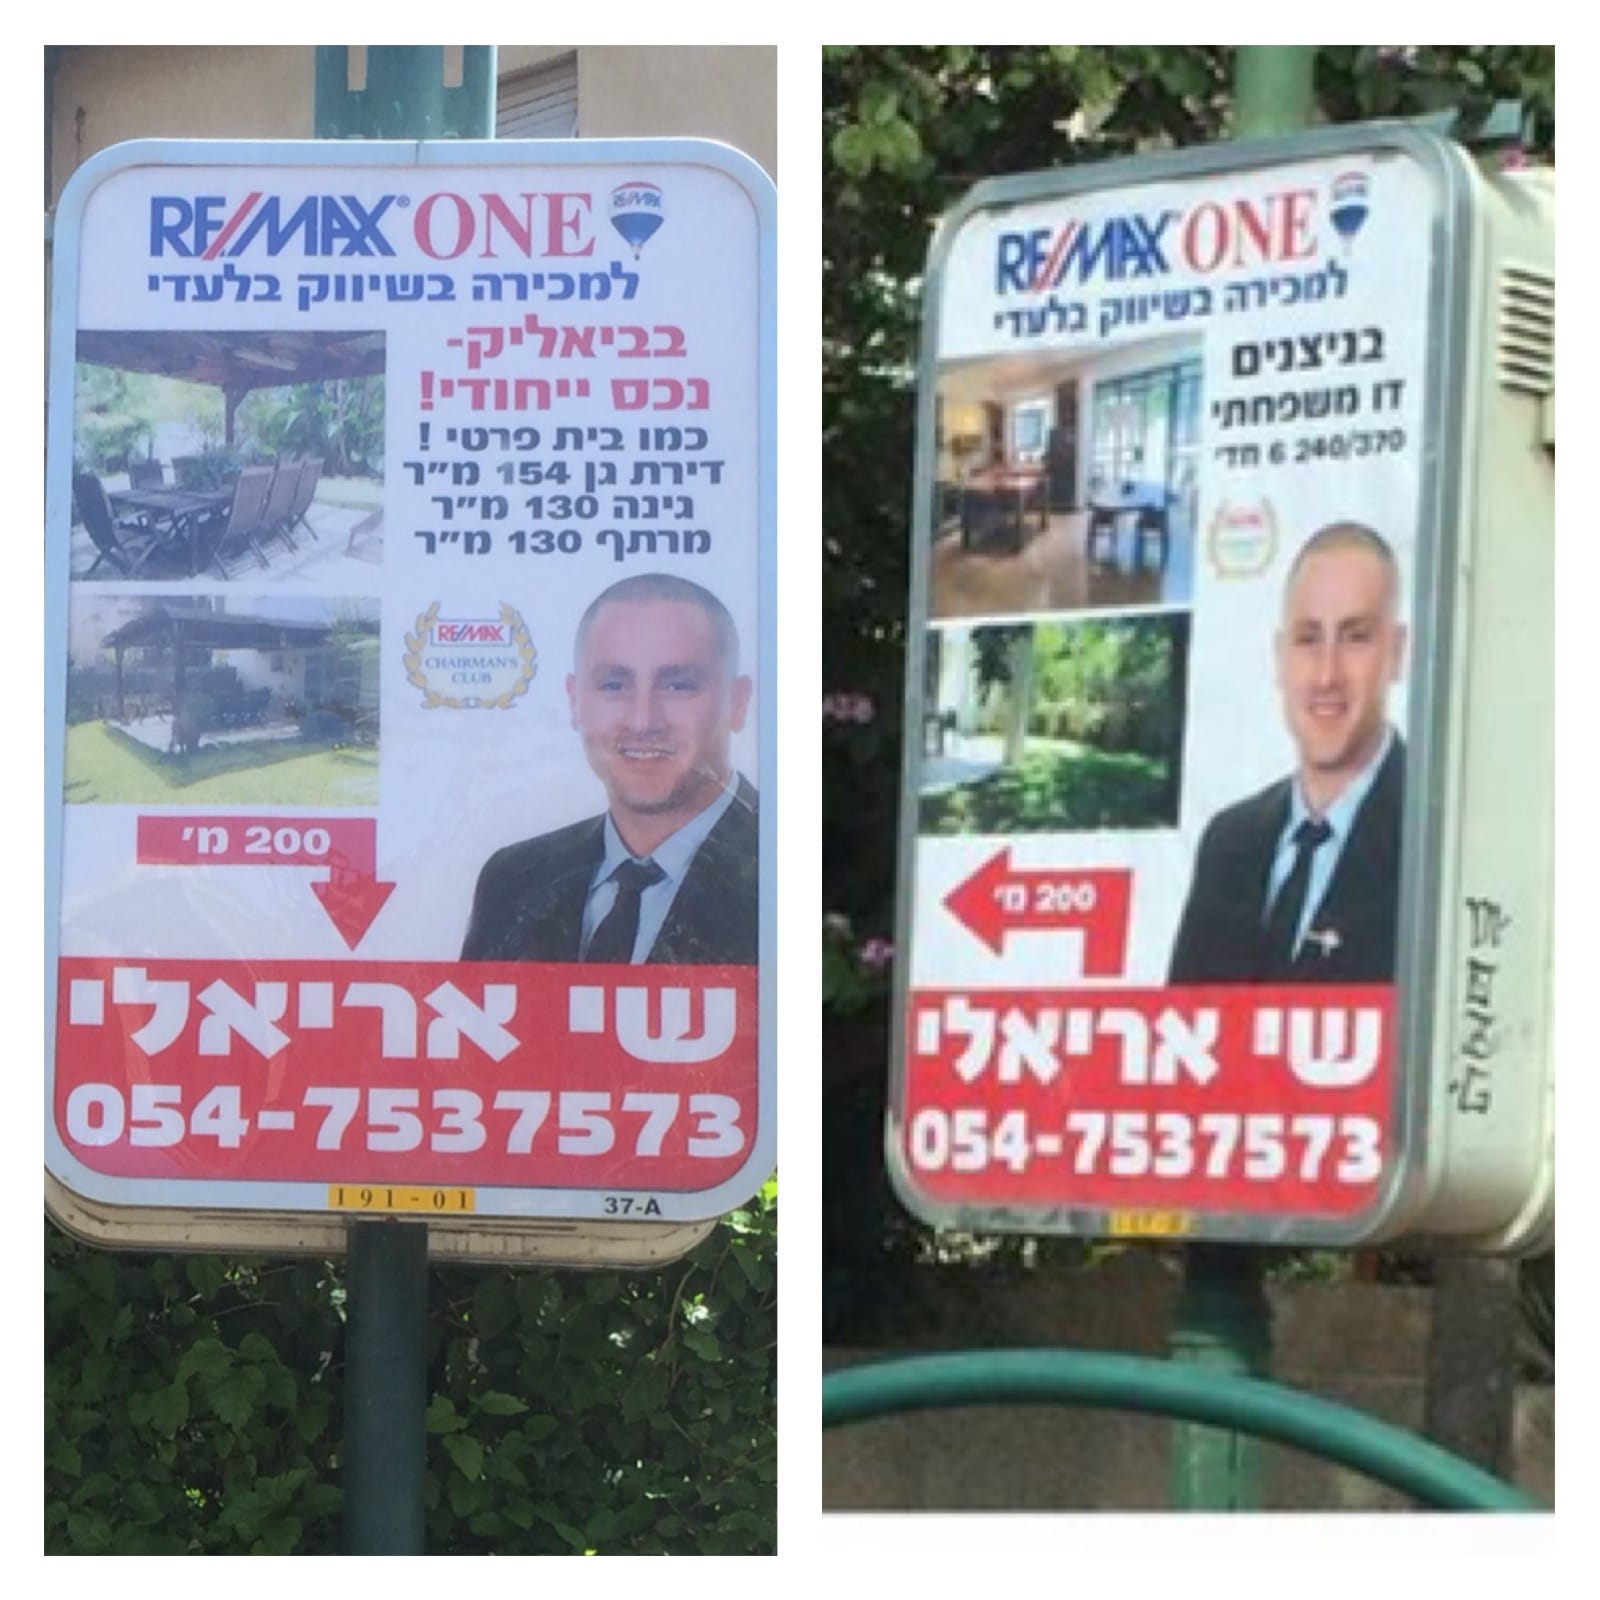 RE/MAX® ONE
RE/MAX
למכירה בשיווק בלעדי
בביאליק-
נכס ייחודי!
כמו בית פרטי !
דירת גן 154 מ״ר
גינה 130 מ״ר
מרתף 130 מ״ר
RE/MAX
CHAIRMAN'S
CLUB
200 מ'
שי אריאלי
054-7537573
191-01
37-A
RE/MAX ONE
למכירה בשיווק בלעדי
בניצנים
דו משפחתי
240/370 6 חד'
200 מ'
שי אריאלי
054-7537573